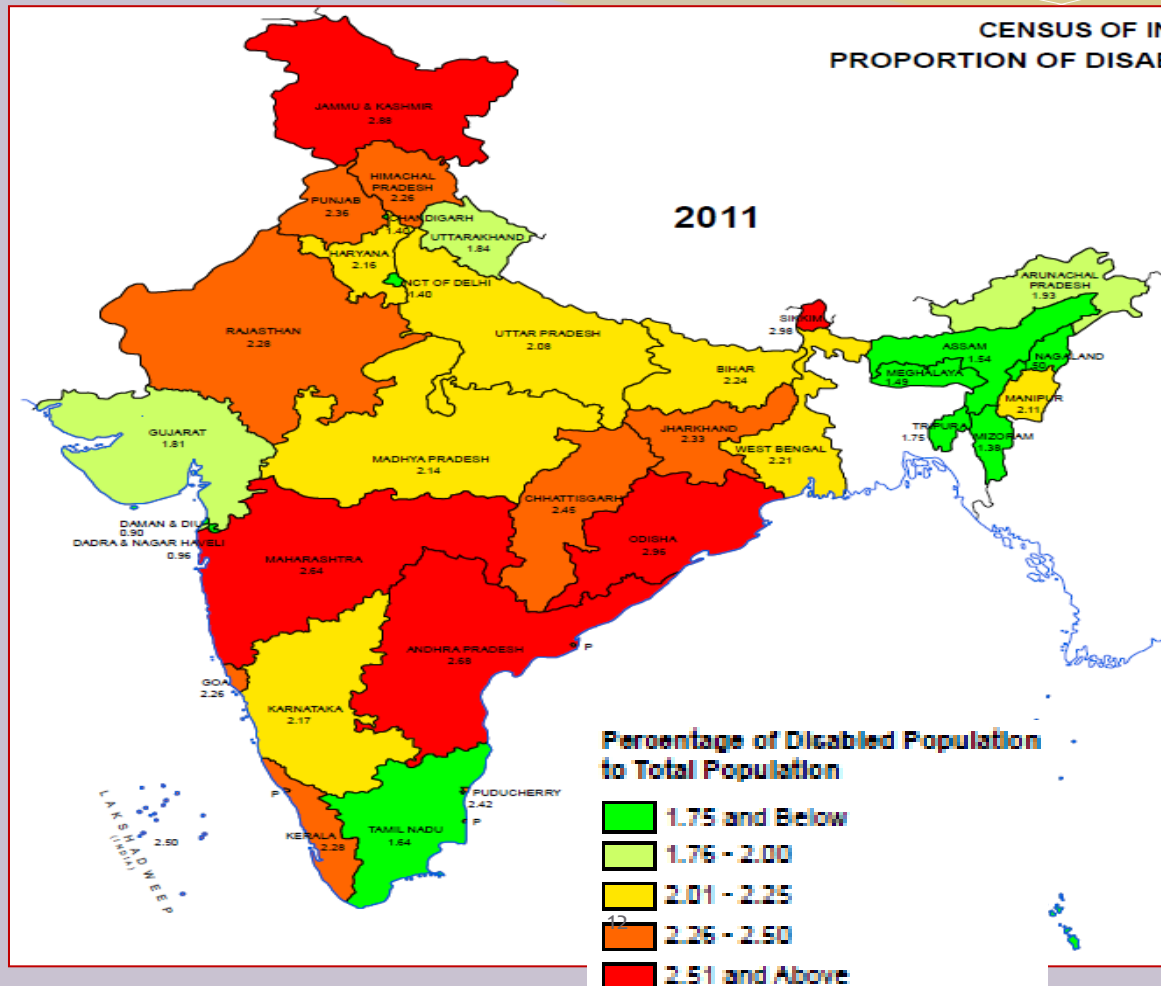 CENSUS OF IN
PROPORTION OF DISA
2011
JAMMU & KASHMIR
2.88
HIMACHAL
PRADESH
2.26
PUNJAB
2.36
CHANDIGARH
1.40
UTTARAKHAND
1.84
HARYANA
2.16
NCT OF DELHI
1.40
ARUNACHAL
PRADESH
1.93
RAJASTHAN
2.28
UTTAR PRADESH
2.08
SIKKIM
2.98
ASSAM
1.54
NAGALAND
1.50
BIHAR
2.24
MEGHALAYA
1.49
MANIPUR
2.11
GUJARAT
1.81
JHARKHAND
2.33
TRIPURA
1.75
MIZORAM
1.38
MADHYA PRADESH
2.14
WEST BENGAL
2.21
CHHATTISGARH
2.45
DAMAN & DIU
0.90
DADRA & NAGAR HAVELI
0.96
MAHARASHTRA
2.64
ODISHA
2.96
ANDHRA PRADESH
2.68
P
GOA
2.26
KARNATAKA
2.17
P
PUDUCHERRY
2.42
P
LAKSHADWEEP
(INDIA)
2.50
KERALA
2.28
TAMIL NADU
1.64
Percentage of Disabled Population
to Total Population
1.75 and Below
1.76 - 2.00
2.01 - 2.25
12
2.26 - 2.50
2.51 and Above